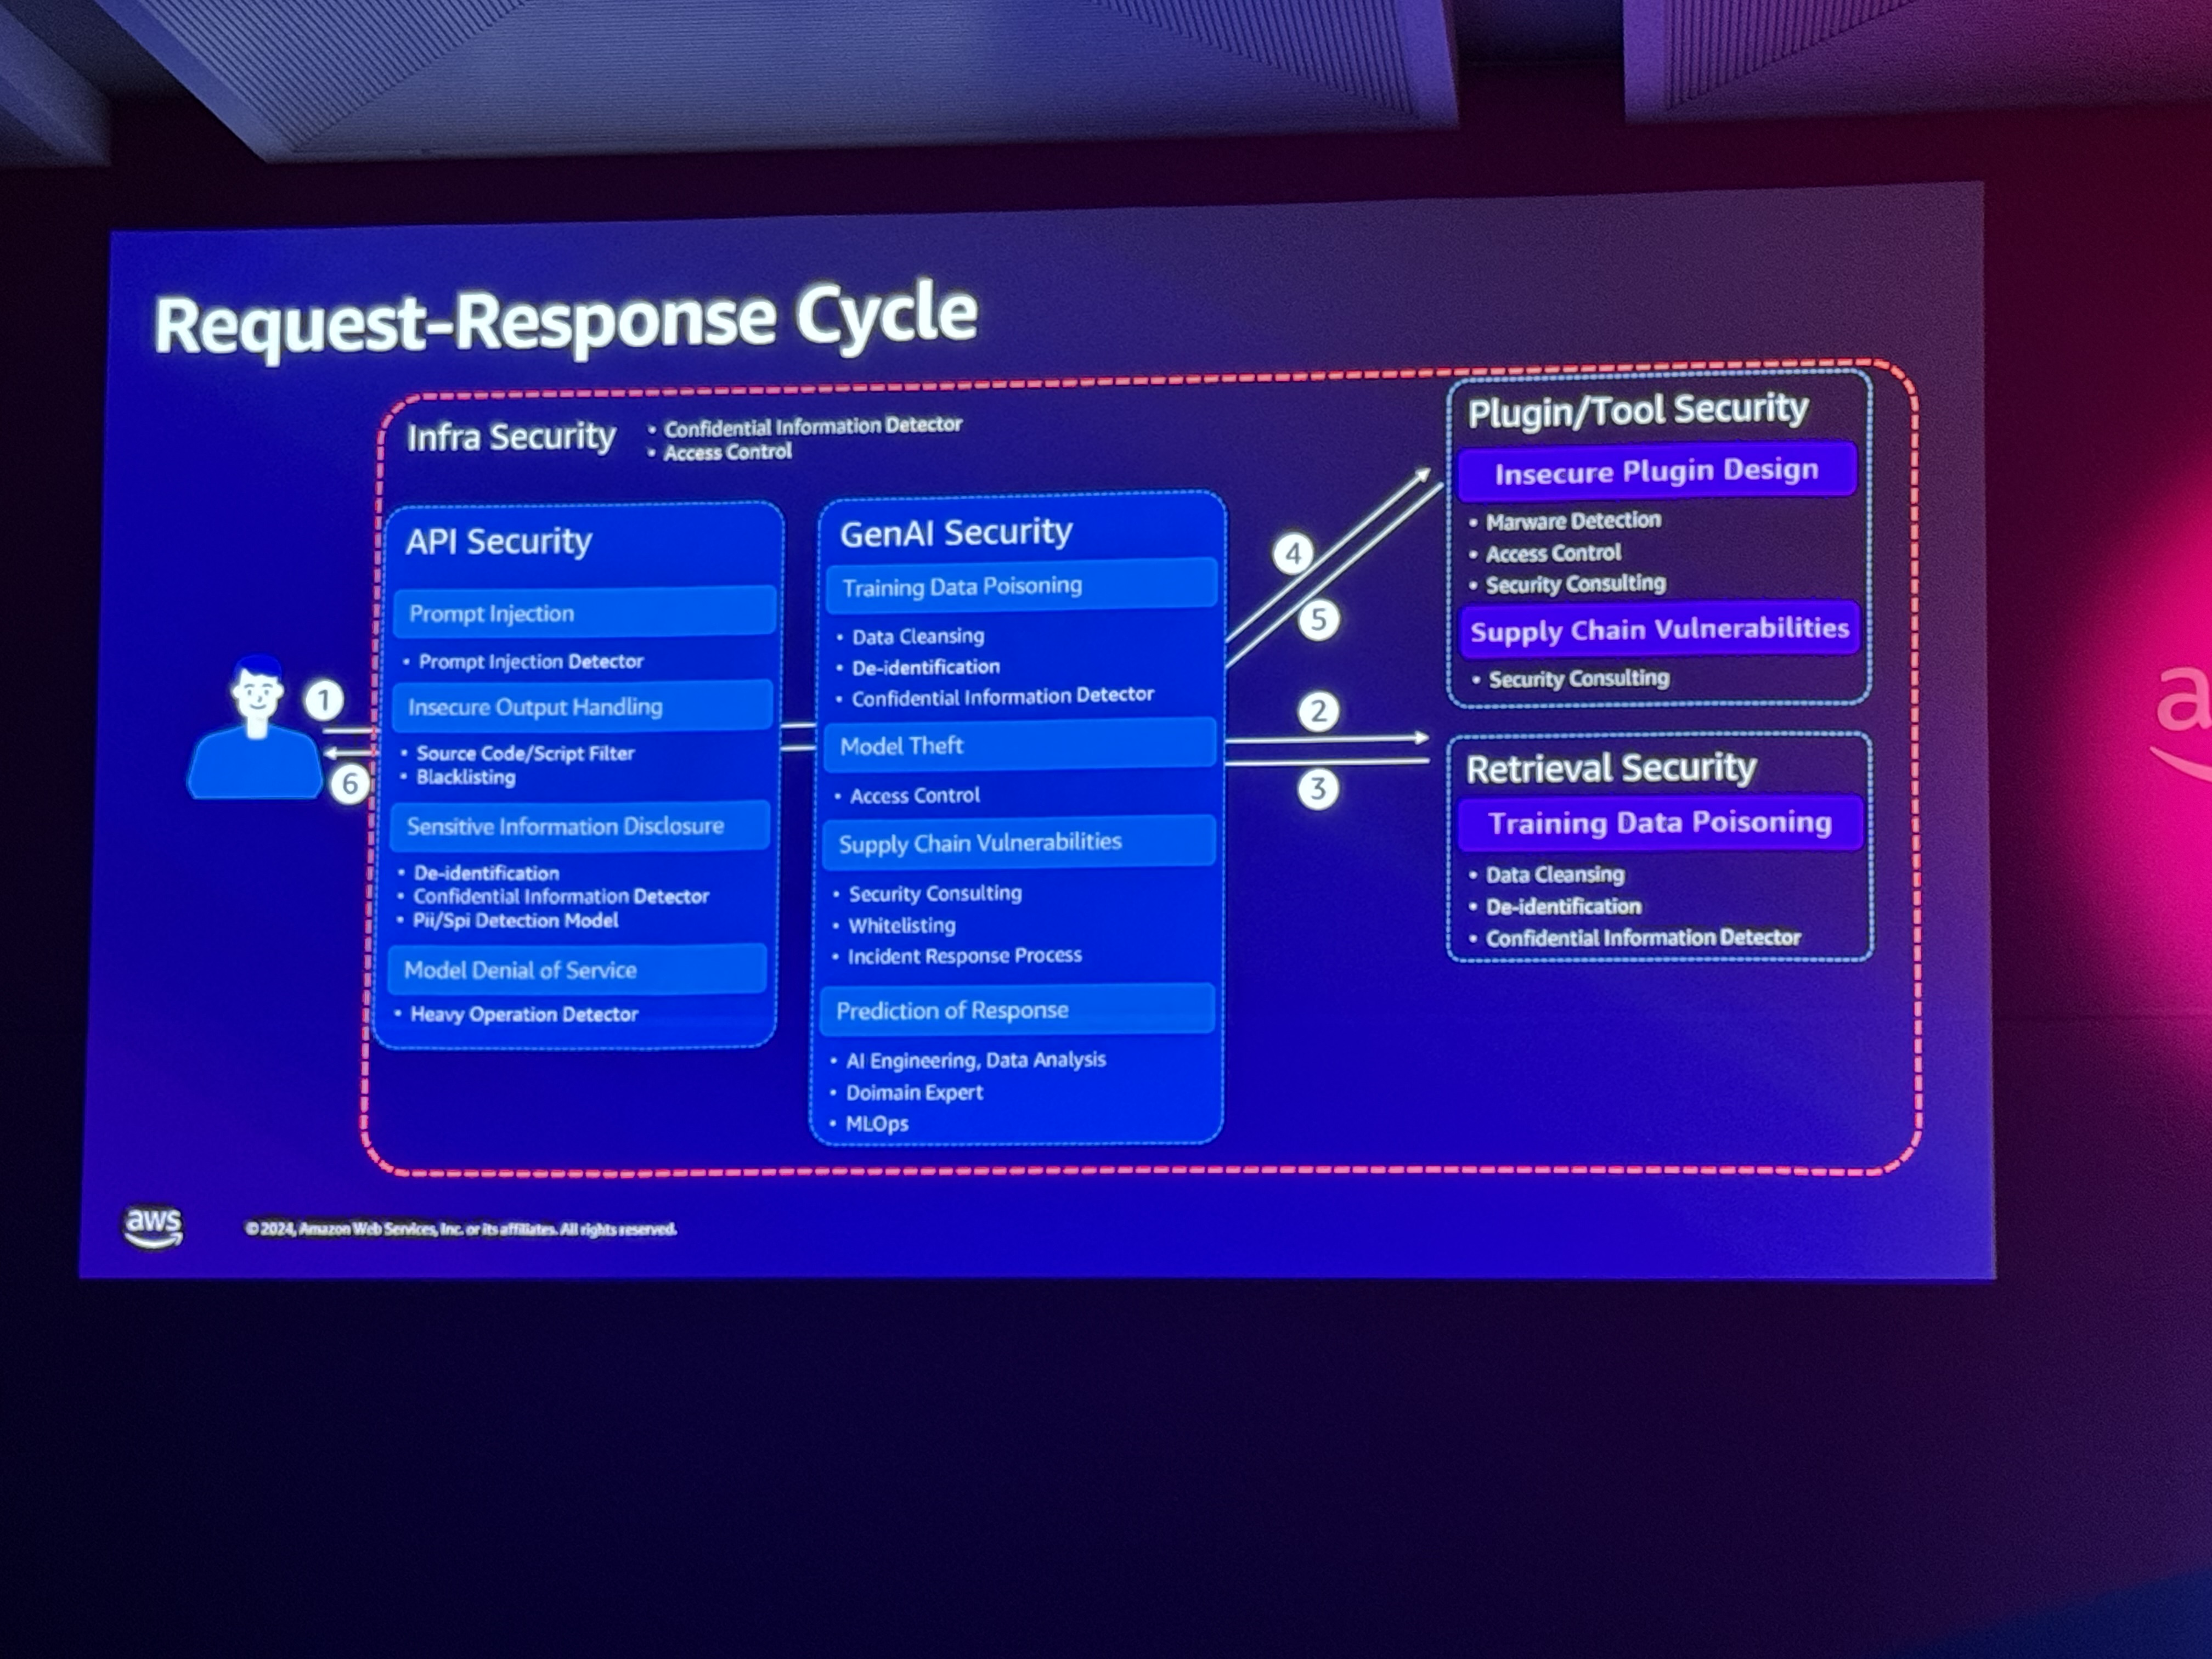 Request-Response Cycle
Infra Security
• Confidential Information Detector
• Access Control
API Security
Prompt Injection
• Prompt Injection Detector
Insecure Output Handling
• Source Code/Script Filter
• Blacklisting
Sensitive Information Disclosure
• De-identification
• Confidential Information Detector
• Pii/Spi Detection Model
Model Denial of Service
• Heavy Operation Detector
GenAI Security
Training Data Poisoning
• Data Cleansing
• De-identification
• Confidential Information Detector
Model Theft
• Access Control
Supply Chain Vulnerabilities
• Security Consulting
• Whitelisting
• Incident Response Process
Prediction of Response
• AI Engineering, Data Analysis
• Doimain Expert
• MLOps
1
6
4
5
2
3
Plugin/Tool Security
Insecure Plugin Design
• Marware Detection
• Access Control
• Security Consulting
Supply Chain Vulnerabilities
• Security Consulting
Retrieval Security
Training Data Poisoning
• Data Cleansing
• De-identification
• Confidential Information Detector
aws
© 2024, Amazon Web Services, Inc. or its affiliates. All rights reserved.